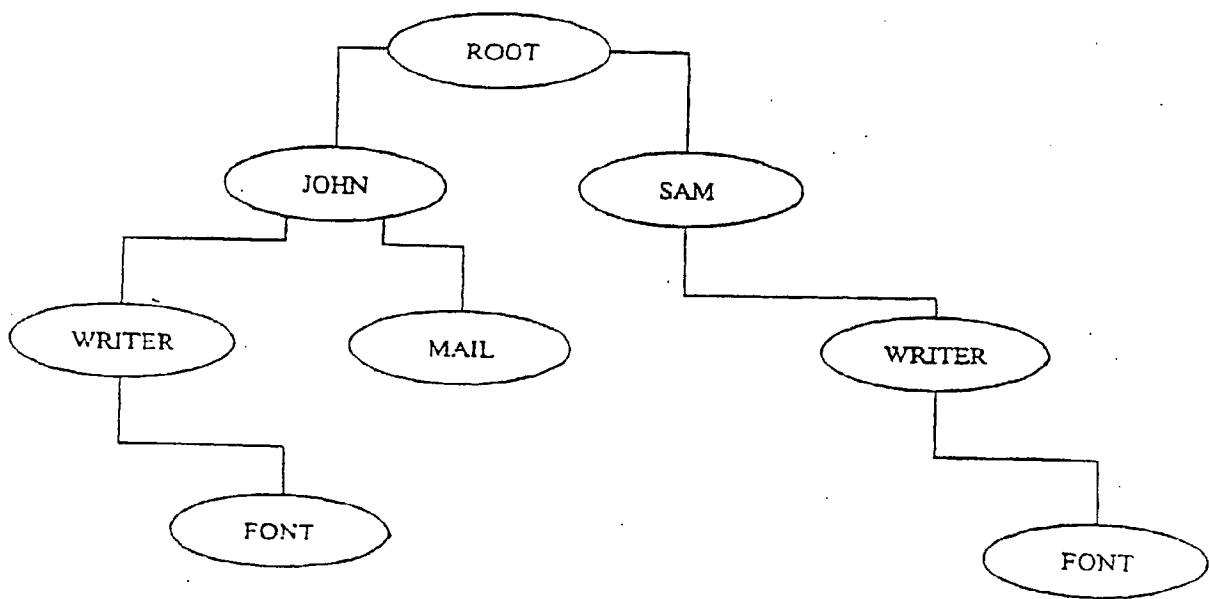 ROOT
JOHN
SAM
WRITER
MAIL
WRITER
FONT
FONT